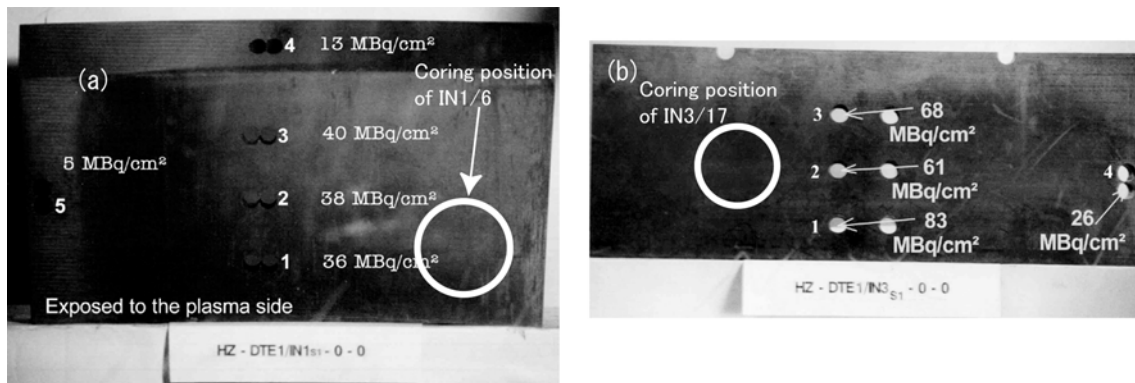 (a)
4 13 MBq/cm²
Coring position
of IN1/6
3 40 MBq/cm²
5 MBq/cm²
5
2 38 MBq/cm²
1 36 MBq/cm²
Exposed to the plasma side
HZ - DTE1/IN1S1 - 0 - 0
(b)
Coring position
of IN3/17
3 68
MBq/cm²
2 61
MBq/cm²
4
1 83
MBq/cm²
26
MBq/cm²
HZ - DTE1/IN3S1 - 0 - 0